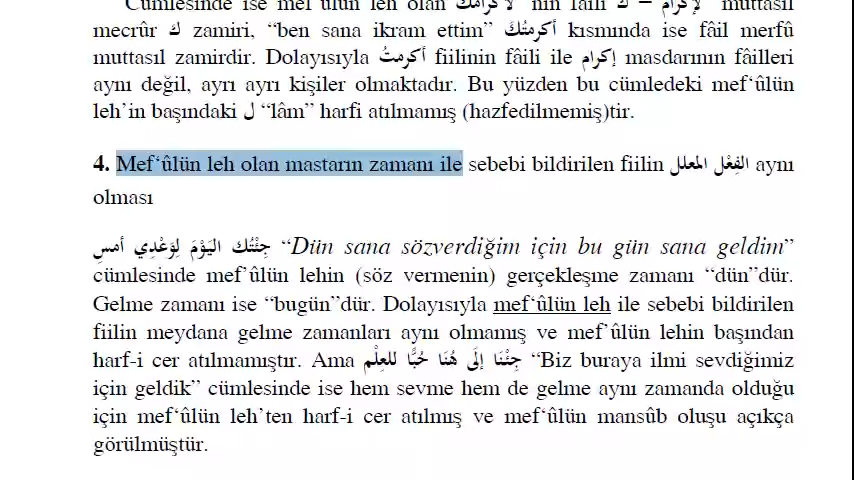 Cümlesinde ise mef‘ûlün leh olan لإكرامك ’nin fâili لإكرام – ك muttasıl
mecrûr ك zamiri, “ben sana ikram ettim” أكرمتُكَ kısmında ise fâil merfû
muttasıl zamirdir. Dolayısıyla أكرمتُ fiilinin fâili ile إكرام masdarının fâilleri
aynı değil, ayrı ayrı kişiler olmaktadır. Bu yüzden bu cümledeki mef‘ûlün
leh’in başındaki ل “lâm” harfi atılmamış (hazfedilmemiş)tir.
4. Mef‘ûlün leh olan mastarın zamanı ile sebebi bildirilen fiilin الفِعْل المعلل aynı
olması
جِئْتُك اليَوْمَ لِوَعْدِي أمسِ “Dün sana sözverdiğim için bu gün sana geldim”
cümlesinde mef‘ûlün lehin (söz vermenin) gerçekleşme zamanı “dün”dür.
Gelme zamanı ise “bugün”dür. Dolayısıyla mef‘ûlün leh ile sebebi bildirilen
fiilin meydana gelme zamanları aynı olmamış ve mef‘ûlün lehin başından
harf-i cer atılmamıştır. Ama جِئْنَا إلَى هُنَا حُبًّا للعِلْم “Biz buraya ilmi sevdiğimiz
için geldik” cümlesinde ise hem sevme hem de gelme aynı zamanda olduğu
için mef‘ûlün leh’ten harf-i cer atılmış ve mef‘ûlün mansûb oluşu açıkça
görülmüştür.